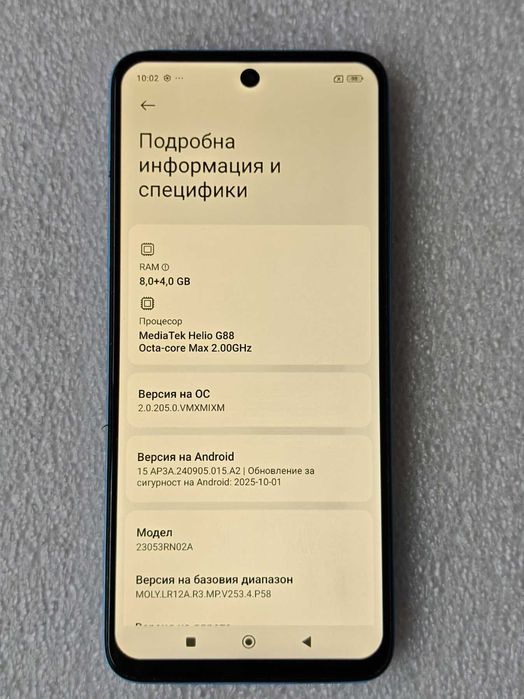 10:02
98
Подробна
информация и
специфики
RAM
8,0+4,0 GB
Процесор
MediaTek Helio G88
Octa-core Max 2.00GHz
Версия на ОС
2.0.205.0.VMXMIXM
Версия на Android
15 AP3A.240905.015.A2 | Обновление за
сигурност на Android: 2025-10-01
Модел
23053RN02A
Версия на базовия диапазон
MOLY.LR12A.R3.MP.V253.4.P58